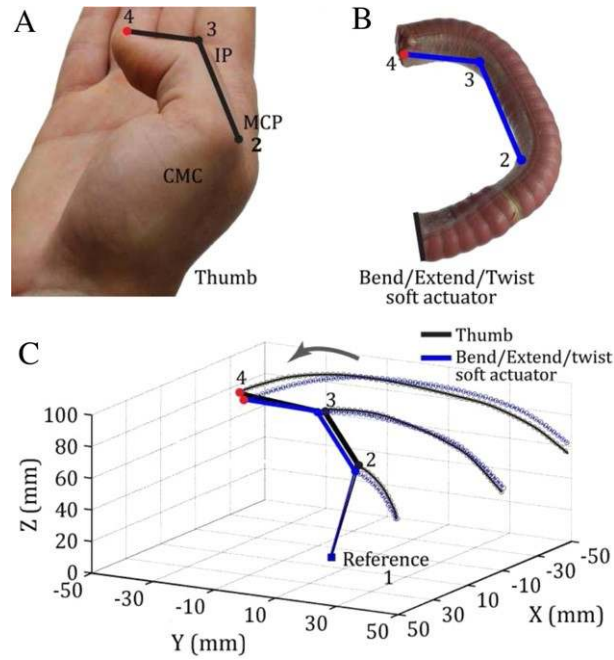 A
4
3
IP
MCP
2
CMC
Thumb
B
4
3
2
Bend/Extend/Twist
soft actuator
C
Thumb
Bend/Extend/twist
soft actuator
4
3
2
Reference
1
100
80
60
40
20
0
Z (mm)
-50
-30
-10
10
30
50
Y (mm)
50
30
10
-10
-30
-50
X (mm)